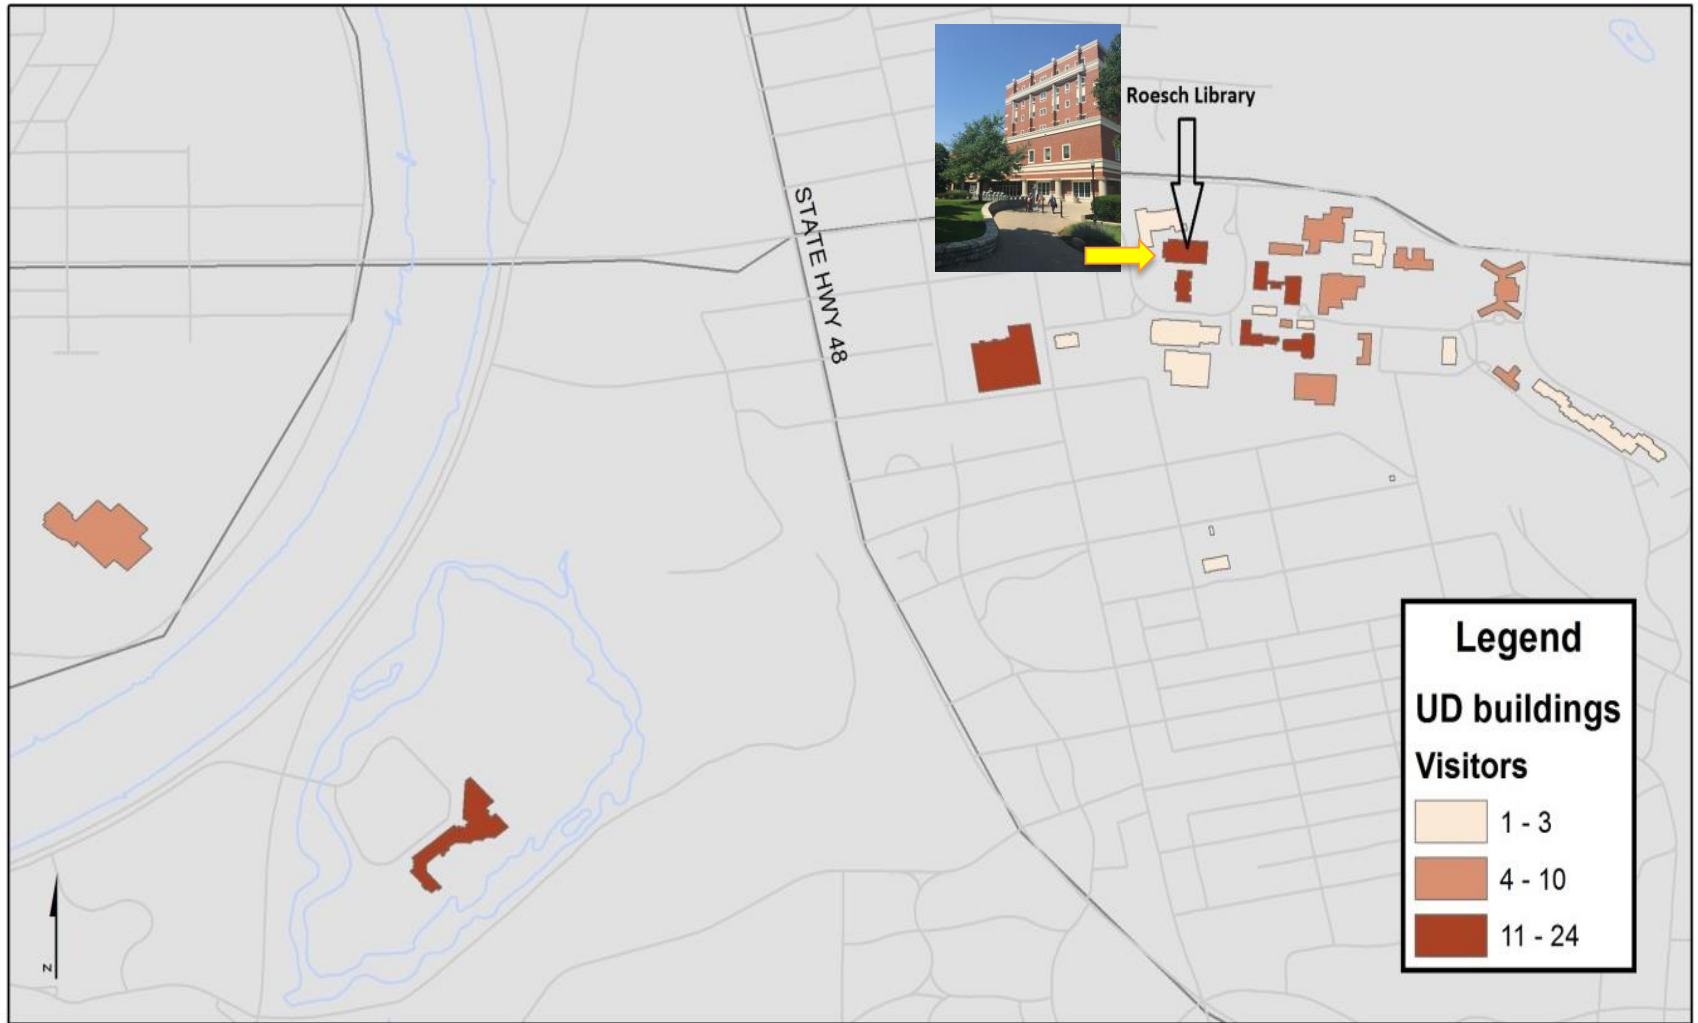 Roesch Library
STATE HWY 48
Legend
UD buildings
Visitors
1 - 3
4 - 10
11 - 24
N